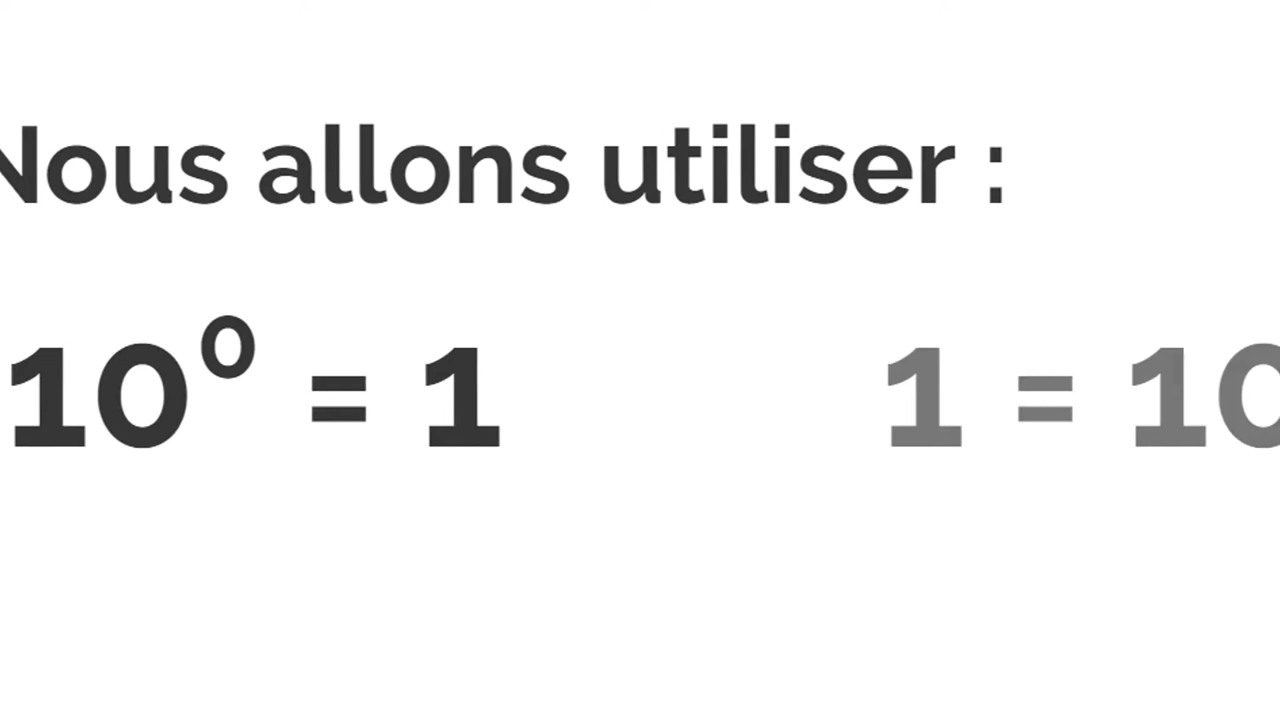 Nous allons utiliser :
10⁰ = 1 1 = 10